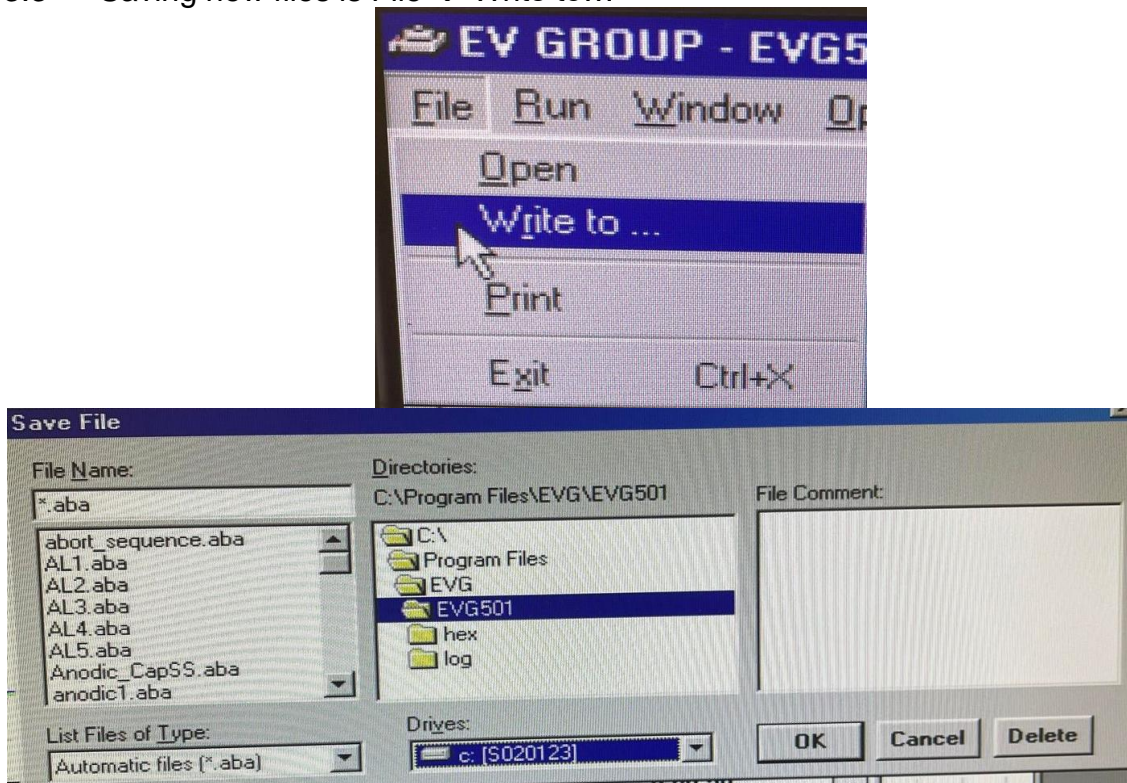 EV GROUP - EVG5
File Run Window
Open
Write to ...
Print
Exit Ctrl+X
Save File
File Name:
*.aba
abort_sequence.aba
AL1.aba
AL2.aba
AL3.aba
AL4.aba
AL5.aba
Anodic_CapSS.aba
anodic1.aba
List Files of Type:
Automatic files (*.aba)
Directories:
C:\Program Files\EVG\EVG501
C:\
Program Files
EVG
EVG501
hex
log
Drives:
c: [S020123]
File Comment:
OK Cancel Delete